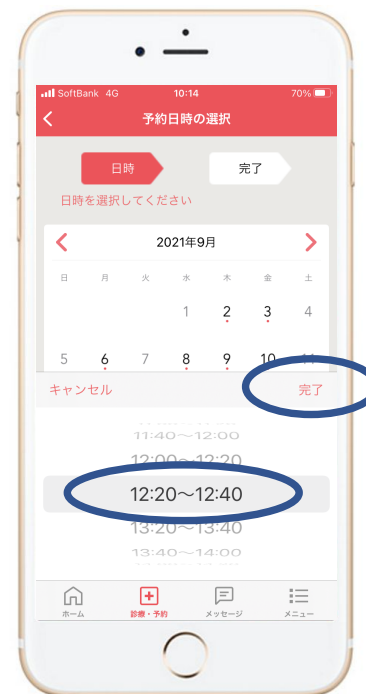 SoftBank 4G 10:14 70%
予約日時の選択
日時 完了
日時を選択してください
2021年9月
日 月 火 水 木 金 土
1 2 3 4
5 6 7 8 9 10 11
キャンセル 完了
11:40〜12:00
12:00〜12:20
12:20〜12:40
13:20〜13:40
13:40〜14:00
ホーム 診療・予約 メッセージ メニュー